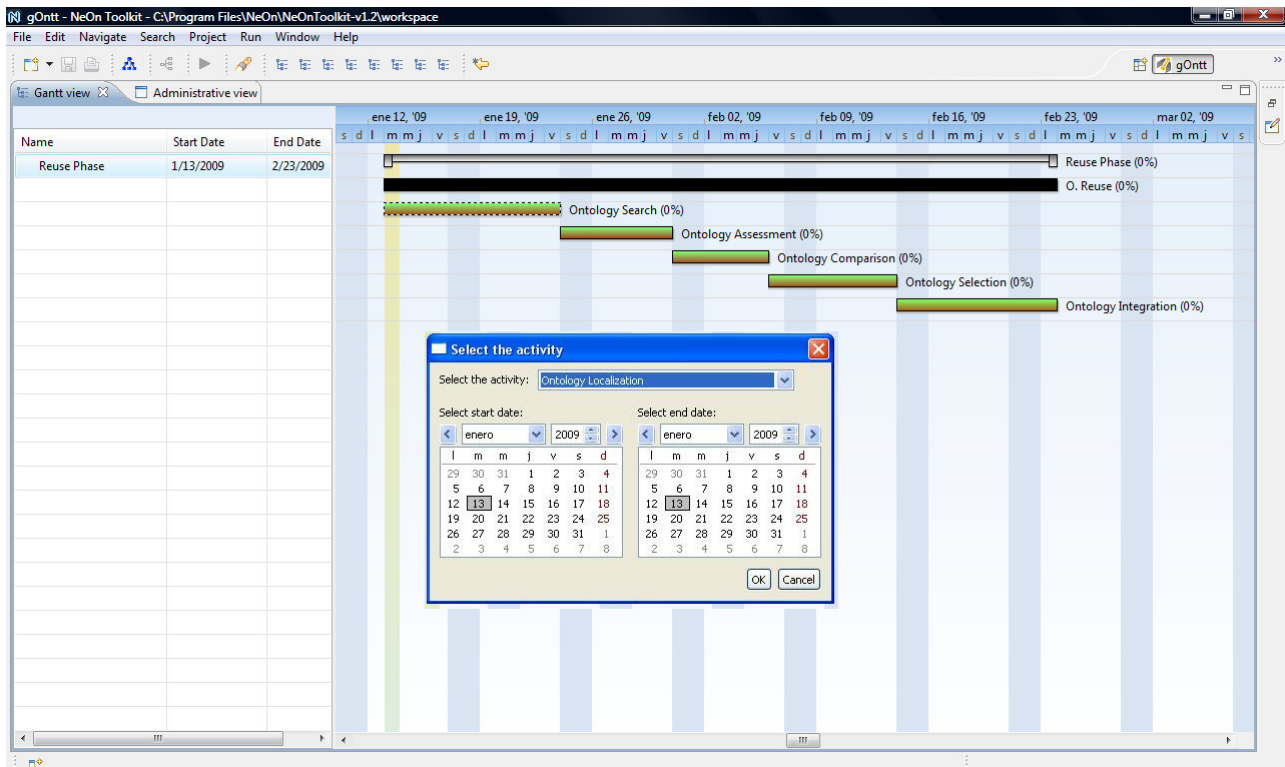 gOntt - NeOn Toolkit - C:\Program Files\NeOn\NeOnToolkit-v1.2\workspace
File Edit Navigate Search Project Run Window Help
gOntt
Gantt view Administrative view
ene 12, '09 ene 19, '09 ene 26, '09 feb 02, '09 feb 09, '09 feb 16, '09 feb 23, '09 mar 02, '09
Name Start Date End Date s d l m m j v s d l m m j v s d l m m j v s d l m m j v s d l m m j v s d l m m j v s d l m m j v s d l m m j v s
Reuse Phase 1/13/2009 2/23/2009 Reuse Phase (0%)
O. Reuse (0%)
Ontology Search (0%)
Ontology Assessment (0%)
Ontology Comparison (0%)
Ontology Selection (0%)
Ontology Integration (0%)
Select the activity
Select the activity: Ontology Localization
Select start date: Select end date:
enero 2009 enero 2009
l m m j v s d l m m j v s d
29 30 31 1 2 3 4 29 30 31 1 2 3 4
5 6 7 8 9 10 11 5 6 7 8 9 10 11
12 13 14 15 16 17 18 12 13 14 15 16 17 18
19 20 21 22 23 24 25 19 20 21 22 23 24 25
26 27 28 29 30 31 1 26 27 28 29 30 31 1
2 3 4 5 6 7 8 2 3 4 5 6 7 8
OK Cancel